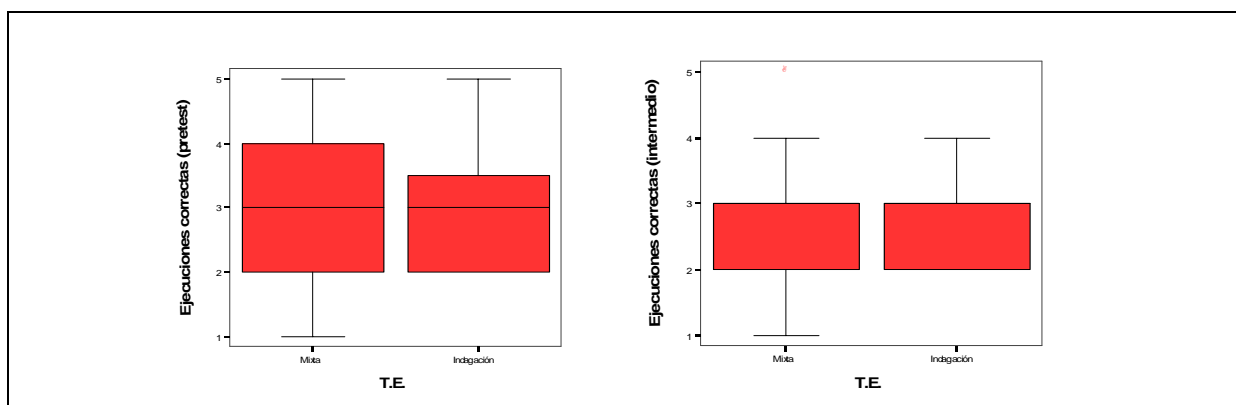 Ejecuciones correctas (pretest)
5
4
3
2
1
Mixta
Indagación
T.E.
Ejecuciones correctas (intermedio)
5
4
3
2
1
Mixta
Indagación
T.E.